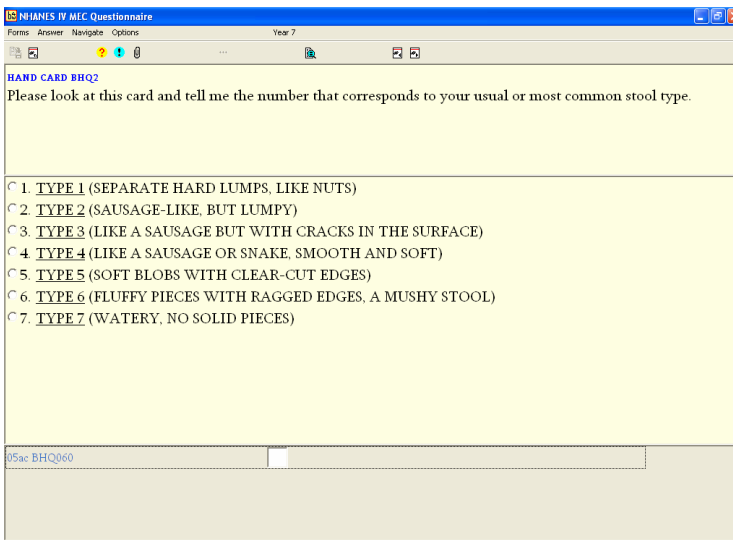 NHANES IV MEC Questionnaire
Forms Answer Navigate Options Year 7
? ! ...
HAND CARD BHQ2
Please look at this card and tell me the number that corresponds to your usual or most common stool type.
1. TYPE 1 (SEPARATE HARD LUMPS, LIKE NUTS)
2. TYPE 2 (SAUSAGE-LIKE, BUT LUMPY)
3. TYPE 3 (LIKE A SAUSAGE BUT WITH CRACKS IN THE SURFACE)
4. TYPE 4 (LIKE A SAUSAGE OR SNAKE, SMOOTH AND SOFT)
5. TYPE 5 (SOFT BLOBS WITH CLEAR-CUT EDGES)
6. TYPE 6 (FLUFFY PIECES WITH RAGGED EDGES, A MUSHY STOOL)
7. TYPE 7 (WATERY, NO SOLID PIECES)
05ac BHQ060